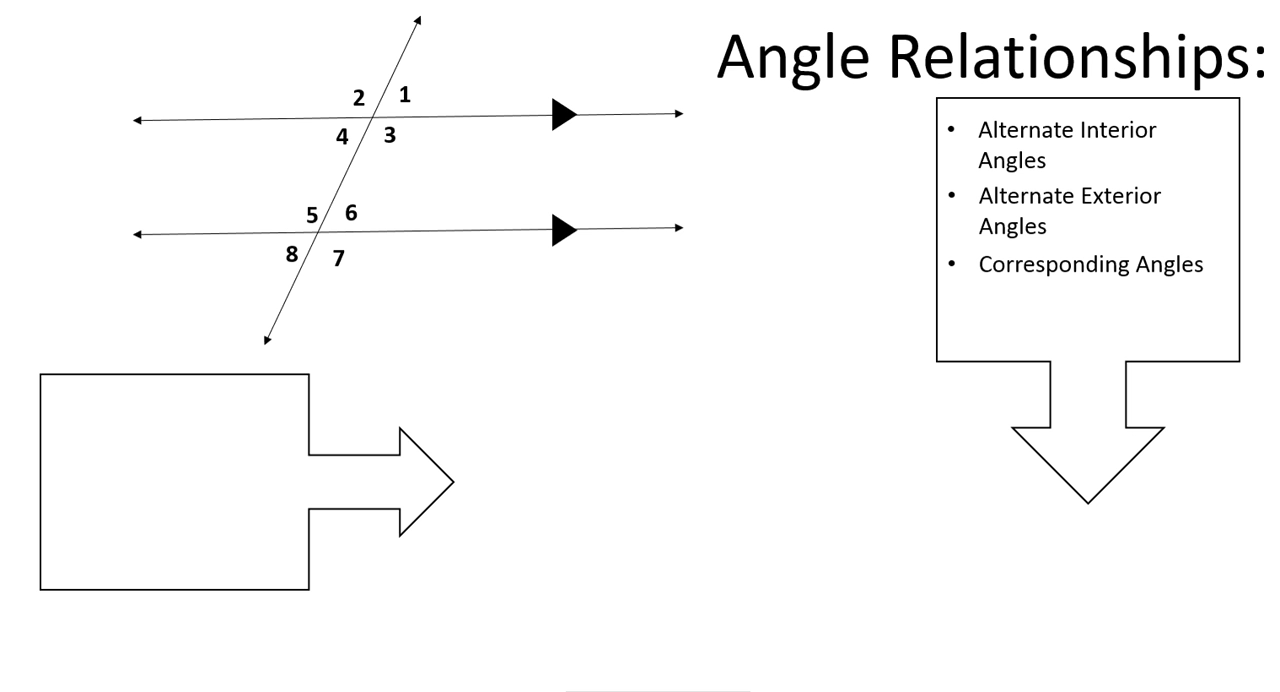 Angle Relationships:
2 1
4 3
5 6
8 7
• Alternate Interior
Angles
• Alternate Exterior
Angles
• Corresponding Angles